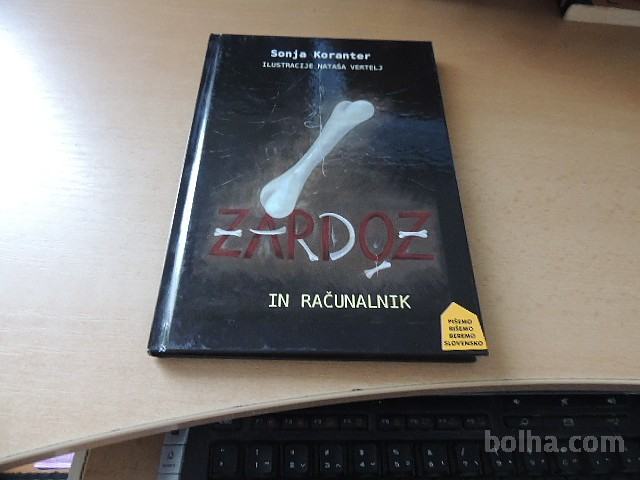 Sonja Koranter
ILUSTRACIJE NATAŠA VERTELJ
ZARDOZ
IN RAČUNALNIK
PIŠEMO
RIŠEMO
BEREMO
SLOVENSKO
bolha.com